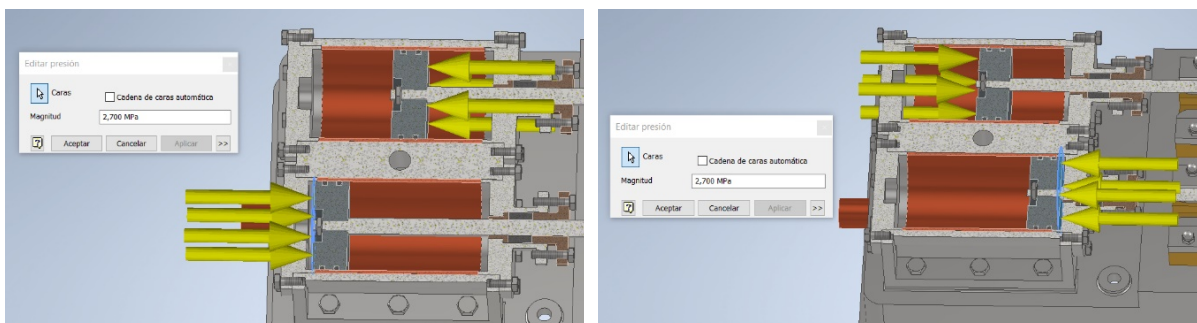 Editar presión
Caras
Cadena de caras automática
Magnitud
2,700 MPa
Aceptar
Cancelar
Aplicar
>>
Editar presión
Caras
Cadena de caras automática
Magnitud
2,700 MPa
Aceptar
Cancelar
Aplicar
>>